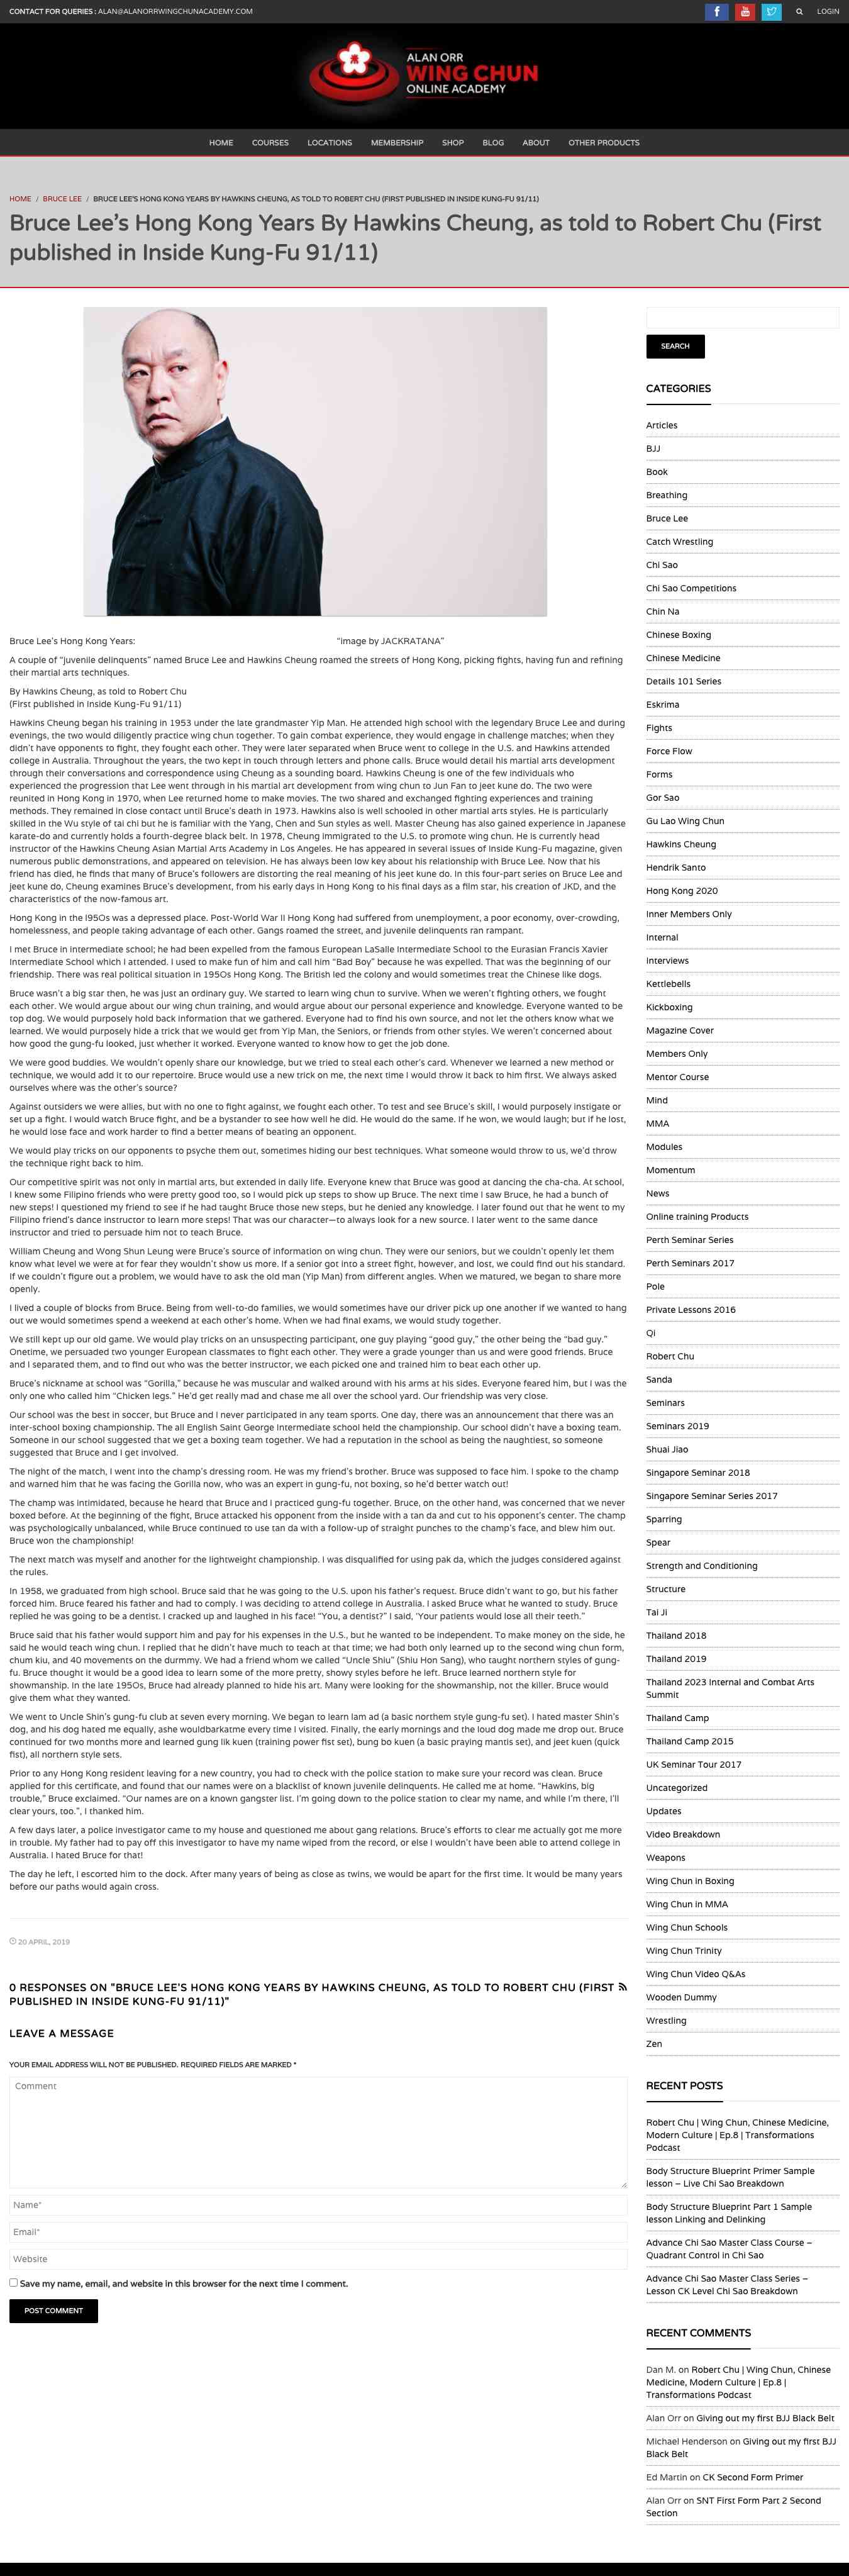 CONTACT FOR QUERIES : ALAN@ALANORRWINGCHUNACADEMY.COM
LOGIN
ALAN ORR
WING CHUN
ONLINE ACADEMY
HOME COURSES LOCATIONS MEMBERSHIP SHOP BLOG ABOUT OTHER PRODUCTS
HOME / BRUCE LEE / BRUCE LEE'S HONG KONG YEARS BY HAWKINS CHEUNG, AS TOLD TO ROBERT CHU (FIRST PUBLISHED IN INSIDE KUNG-FU 91/11)
Bruce Lee's Hong Kong Years By Hawkins Cheung, as told to Robert Chu (First
published in Inside Kung-Fu 91/11)
Bruce Lee's Hong Kong Years: "image by JACKRATANA"
A couple of "juvenile delinquents" named Bruce Lee and Hawkins Cheung roamed the streets of Hong Kong, picking fights, having fun and refining
their martial arts techniques.
By Hawkins Cheung, as told to Robert Chu
(First published in Inside Kung-Fu 91/11)
Hawkins Cheung began his training in 1953 under the late grandmaster Yip Man. He attended high school with the legendary Bruce Lee and during
evenings, the two would diligently practice wing chun together. To gain combat experience, they would engage in challenge matches; when they
didn't have opponents to fight, they fought each other. They were later separated when Bruce went to college in the U.S. and Hawkins attended
college in Australia. Throughout the years, the two kept in touch through letters and phone calls. Bruce would detail his martial arts development
through their conversations and correspondence using Cheung as a sounding board. Hawkins Cheung is one of the few individuals who
experienced the progression that Lee went through in his martial art development from wing chun to Jun Fan to jeet kune do. The two were
reunited in Hong Kong in 1970, when Lee returned home to make movies. The two shared and exchanged fighting experiences and training
methods. They remained in close contact until Bruce's death in 1973. Hawkins also is well schooled in other martial arts styles. He is particularly
skilled in the Wu style of tai chi but he is familiar with the Yang, Chen and Sun styles as well. Master Cheung has also gained experience in Japanese
karate-do and currently holds a fourth-degree black belt. In 1978, Cheung immigrated to the U.S. to promote wing chun. He is currently head
instructor of the Hawkins Cheung Asian Martial Arts Academy in Los Angeles. He has appeared in several issues of Inside Kung-Fu magazine, given
numerous public demonstrations, and appeared on television. He has always been low key about his relationship with Bruce Lee. Now that his
friend has died, he finds that many of Bruce's followers are distorting the real meaning of his jeet kune do. In this four-part series on Bruce Lee and
jeet kune do, Cheung examines Bruce's development, from his early days in Hong Kong to his final days as a film star, his creation of JKD, and the
characteristics of the now-famous art.
Hong Kong in the l95Os was a depressed place. Post-World War II Hong Kong had suffered from unemployment, a poor economy, over-crowding,
homelessness, and people taking advantage of each other. Gangs roamed the street, and juvenile delinquents ran rampant.
I met Bruce in intermediate school; he had been expelled from the famous European LaSalle Intermediate School to the Eurasian Francis Xavier
Intermediate School which I attended. I used to make fun of him and call him "Bad Boy" because he was expelled. That was the beginning of our
friendship. There was real political situation in 195Os Hong Kong. The British led the colony and would sometimes treat the Chinese like dogs.
Bruce wasn't a big star then, he was just an ordinary guy. We started to learn wing chun to survive. When we weren't fighting others, we fought
each other. We would argue about our wing chun training, and would argue about our personal experience and knowledge. Everyone wanted to be
top dog. We would purposely hold back information that we gathered. Everyone had to find his own source, and not let the others know what we
learned. We would purposely hide a trick that we would get from Yip Man, the Seniors, or friends from other styles. We weren't concerned about
how good the gung-fu looked, just whether it worked. Everyone wanted to know how to get the job done.
We were good buddies. We wouldn't openly share our knowledge, but we tried to steal each other's card. Whenever we learned a new method or
technique, we would add it to our repertoire. Bruce would use a new trick on me, the next time I would throw it back to him first. We always asked
ourselves where was the other's source?
Against outsiders we were allies, but with no one to fight against, we fought each other. To test and see Bruce's skill, I would purposely instigate or
set up a fight. I would watch Bruce fight, and be a bystander to see how well he did. He would do the same. If he won, we would laugh; but if he lost,
he would lose face and work harder to find a better means of beating an opponent.
We would play tricks on our opponents to psyche them out, sometimes hiding our best techniques. What someone would throw to us, we'd throw
the technique right back to him.
Our competitive spirit was not only in martial arts, but extended in daily life. Everyone knew that Bruce was good at dancing the cha-cha. At school,
I knew some Filipino friends who were pretty good too, so I would pick up steps to show up Bruce. The next time I saw Bruce, he had a bunch of
new steps! I questioned my friend to see if he had taught Bruce those new steps, but he denied any knowledge. I later found out that he went to my
Filipino friend's dance instructor to learn more steps! That was our character—to always look for a new source. I later went to the same dance
instructor and tried to persuade him not to teach Bruce.
William Cheung and Wong Shun Leung were Bruce's source of information on wing chun. They were our seniors, but we couldn't openly let them
know what level we were at for fear they wouldn't show us more. If a senior got into a street fight, however, and lost, we could find out his standard.
If we couldn't figure out a problem, we would have to ask the old man (Yip Man) from different angles. When we matured, we began to share more
openly.
I lived a couple of blocks from Bruce. Being from well-to-do families, we would sometimes have our driver pick up one another if we wanted to hang
out we would sometimes spend a weekend at each other's home. When we had final exams, we would study together.
We still kept up our old game. We would play tricks on an unsuspecting participant, one guy playing "good guy," the other being the "bad guy."
Onetime, we persuaded two younger European classmates to fight each other. They were a grade younger than us and were good friends. Bruce
and I separated them, and to find out who was the better instructor, we each picked one and trained him to beat each other up.
Bruce's nickname at school was "Gorilla," because he was muscular and walked around with his arms at his sides. Everyone feared him, but I was the
only one who called him "Chicken legs." He'd get really mad and chase me all over the school yard. Our friendship was very close.
Our school was the best in soccer, but Bruce and I never participated in any team sports. One day, there was an announcement that there was an
inter-school boxing championship. The all English Saint George Intermediate school held the championship. Our school didn't have a boxing team.
Someone in our school suggested that we get a boxing team together. We had a reputation in the school as being the naughtiest, so someone
suggested that Bruce and I get involved.
The night of the match, I went into the champ's dressing room. He was my friend's brother. Bruce was supposed to face him. I spoke to the champ
and warned him that he was facing the Gorilla now, who was an expert in gung-fu, not boxing, so he'd better watch out!
The champ was intimidated, because he heard that Bruce and I practiced gung-fu together. Bruce, on the other hand, was concerned that we never
boxed before. At the beginning of the fight, Bruce attacked his opponent from the inside with a tan da and cut to his opponent's center. The champ
was psychologically unbalanced, while Bruce continued to use tan da with a follow-up of straight punches to the champ's face, and blew him out.
Bruce won the championship!
The next match was myself and another for the lightweight championship. I was disqualified for using pak da, which the judges considered against
the rules.
In 1958, we graduated from high school. Bruce said that he was going to the U.S. upon his father's request. Bruce didn't want to go, but his father
forced him. Bruce feared his father and had to comply. I was deciding to attend college in Australia. I asked Bruce what he wanted to study. Bruce
replied he was going to be a dentist. I cracked up and laughed in his face! "You, a dentist?" I said, 'Your patients would lose all their teeth."
Bruce said that his father would support him and pay for his expenses in the U.S., but he wanted to be independent. To make money on the side, he
said he would teach wing chun. I replied that he didn't have much to teach at that time; we had both only learned up to the second wing chun form,
chum kiu, and 40 movements on the dummy. We had a friend whom we called "Uncle Shiu" (Shiu Hon Sang), who taught northern styles of gung-
fu. Bruce thought it would be a good idea to learn some of the more pretty, showy styles before he left. Bruce learned northern style for
showmanship. In the late 195Os, Bruce had already planned to hide his art. Many were looking for the showmanship, not the killer. Bruce would
give them what they wanted.
We went to Uncle Shin's gung-fu club at seven every morning. We began to learn lam ad (a basic northern style gung-fu set). I hated master Shin's
dog, and his dog hated me equally, ashe wouldbarkatme every time I visited. Finally, the early mornings and the loud dog made me drop out. Bruce
continued for two months more and learned gung lik kuen (training power fist set), bung bo kuen (a basic praying mantis set), and jeet kuen (quick
fist), all northern style sets.
Prior to any Hong Kong resident leaving for a new country, you had to check with the police station to make sure your record was clean. Bruce
applied for this certificate, and found that our names were on a blacklist of known juvenile delinquents. He called me at home. "Hawkins, big
trouble," Bruce exclaimed. "Our names are on a known gangster list. I'm going down to the police station to clear my name, and while I'm there, I'll
clear yours, too.", I thanked him.
A few days later, a police investigator came to my house and questioned me about gang relations. Bruce's efforts to clear me actually got me more
in trouble. My father had to pay off this investigator to have my name wiped from the record, or else I wouldn't have been able to attend college in
Australia. I hated Bruce for that!
The day he left, I escorted him to the dock. After many years of being as close as twins, we would be apart for the first time. It would be many years
before our paths would again cross.
20 APRIL, 2019
0 RESPONSES ON "BRUCE LEE'S HONG KONG YEARS BY HAWKINS CHEUNG, AS TOLD TO ROBERT CHU (FIRST
PUBLISHED IN INSIDE KUNG-FU 91/11)"
LEAVE A MESSAGE
YOUR EMAIL ADDRESS WILL NOT BE PUBLISHED. REQUIRED FIELDS ARE MARKED *
Comment
Name*
Email*
Website
Save my name, email, and website in this browser for the next time I comment.
POST COMMENT
SEARCH
CATEGORIES
Articles
BJJ
Book
Breathing
Bruce Lee
Catch Wrestling
Chi Sao
Chi Sao Competitions
Chin Na
Chinese Boxing
Chinese Medicine
Details 101 Series
Eskrima
Fights
Force Flow
Forms
Gor Sao
Gu Lao Wing Chun
Hawkins Cheung
Hendrik Santo
Hong Kong 2020
Inner Members Only
Internal
Interviews
Kettlebells
Kickboxing
Magazine Cover
Members Only
Mentor Course
Mind
MMA
Modules
Momentum
News
Online training Products
Perth Seminar Series
Perth Seminars 2017
Pole
Private Lessons 2016
Qi
Robert Chu
Sanda
Seminars
Seminars 2019
Shuai Jiao
Singapore Seminar 2018
Singapore Seminar Series 2017
Sparring
Spear
Strength and Conditioning
Structure
Tai Ji
Thailand 2018
Thailand 2019
Thailand 2023 Internal and Combat Arts
Summit
Thailand Camp
Thailand Camp 2015
UK Seminar Tour 2017
Uncategorized
Updates
Video Breakdown
Weapons
Wing Chun in Boxing
Wing Chun in MMA
Wing Chun Schools
Wing Chun Trinity
Wing Chun Video Q&As
Wooden Dummy
Wrestling
Zen
RECENT POSTS
Robert Chu | Wing Chun, Chinese Medicine,
Modern Culture | Ep.8 | Transformations
Podcast
Body Structure Blueprint Primer Sample
lesson – Live Chi Sao Breakdown
Body Structure Blueprint Part 1 Sample
lesson Linking and Delinking
Advance Chi Sao Master Class Course –
Quadrant Control in Chi Sao
Advance Chi Sao Master Class Series –
Lesson CK Level Chi Sao Breakdown
RECENT COMMENTS
Dan M. on Robert Chu | Wing Chun, Chinese
Medicine, Modern Culture | Ep.8 |
Transformations Podcast
Alan Orr on Giving out my first BJJ Black Belt
Michael Henderson on Giving out my first BJJ
Black Belt
Ed Martin on CK Second Form Primer
Alan Orr on SNT First Form Part 2 Second
Section